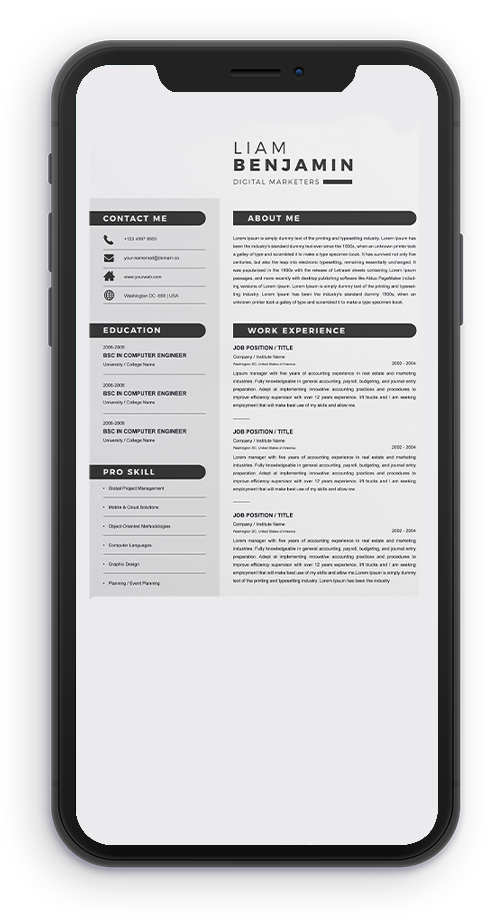 LIAM
BENJAMIN
DIGITAL MARKETERS
CONTACT ME
+123 4567 8953
your-namemail@domain.co
www.yourweb.com
Washington DC -898 | USA
EDUCATION
2006-2008
BSC IN COMPUTER ENGINEER
University / College Name
2006-2008
BSC IN COMPUTER ENGINEER
University / College Name
2006-2008
BSC IN COMPUTER ENGINEER
University / College Name
PRO SKILL
• Global Project Management
• Mobile & Cloud Solutions
• Object-Oriented Methodologies
• Computer Languages
• Graphic Design
• Planning / Event Planning
ABOUT ME
Lorem Ipsum is simply dummy text of the printing and typesetting industry. Lorem Ipsum has
been the industry's standard dummy text ever since the 1500s, when an unknown printer took
a galley of type and scrambled it to make a type specimen book. It has survived not only five
centuries, but also the leap into electronic typesetting, remaining essentially unchanged. It
was popularised in the 1960s with the release of Letraset sheets containing Lorem Ipsum
passages, and more recently with desktop publishing software like Aldus PageMaker includ-
ing versions of Lorem Ipsum. Lorem Ipsum is simply dummy text of the printing and typeset-
ting industry. Lorem Ipsum has been the industry's standard dummy 1500s, when an
unknown printer took a galley of type and scrambled it to make a type specimen book.
WORK EXPERIENCE
JOB POSITION / TITLE
Company / Institute Name
Washington DC, 898 United States of America 2002 - 2004
Lpsum manager with five years of accounting experience in real estate and marketing
industries. Fully knowledgeable in general accounting, payroll, budgeting, and journal entry
preparation. Adept at implementing innovative accounting practices and procedures to
improve efficiency supervisor with over 12 years experience. lift trucks and I am seeking
employment that will make best use of my skills and allow me.
JOB POSITION / TITLE
Company / Institute Name
Washington DC, 898 United States of America 2002 - 2004
Lorem manager with five years of accounting experience in real estate and marketing
industries. Fully knowledgeable in general accounting, payroll, budgeting, and journal entry
preparation. Adept at implementing innovative accounting practices and procedures to
improve efficiency supervisor with over 12 years experience. lift trucks and I am seeking
employment that will make best use of my skills and allow me.
JOB POSITION / TITLE
Company / Institute Name
Washington DC, 898 United States of America 2002 - 2004
Lorem manager with five years of accounting experience in real estate and marketing
industries. Fully knowledgeable in general accounting, payroll, budgeting, and journal entry
preparation. Adept at implementing innovative accounting practices and procedures to
improve efficiency supervisor with over 12 years experience. lift trucks and I am seeking
employment that will make best use of my skills and allow me.Lorem Ipsum is simply dummy
text of the printing and typesetting industry. Lorem Ipsum has been the industry